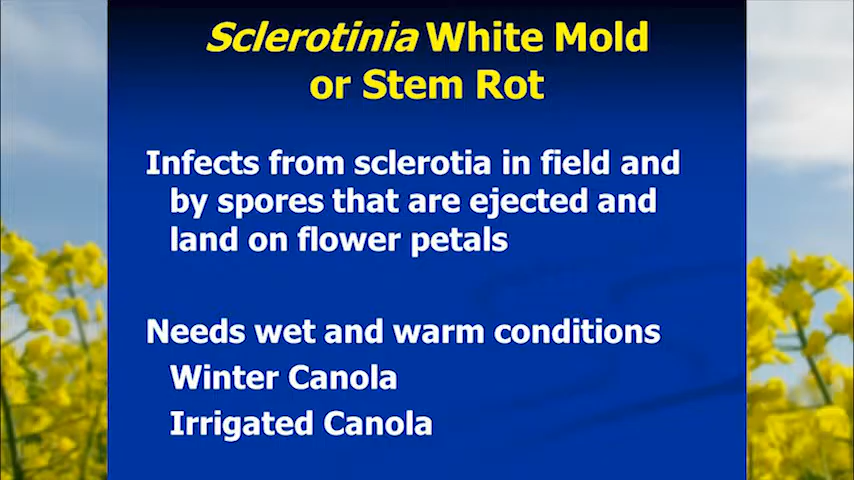 Sclerotinia White Mold
or Stem Rot
Infects from sclerotia in field and
by spores that are ejected and
land on flower petals
Needs wet and warm conditions
Winter Canola
Irrigated Canola